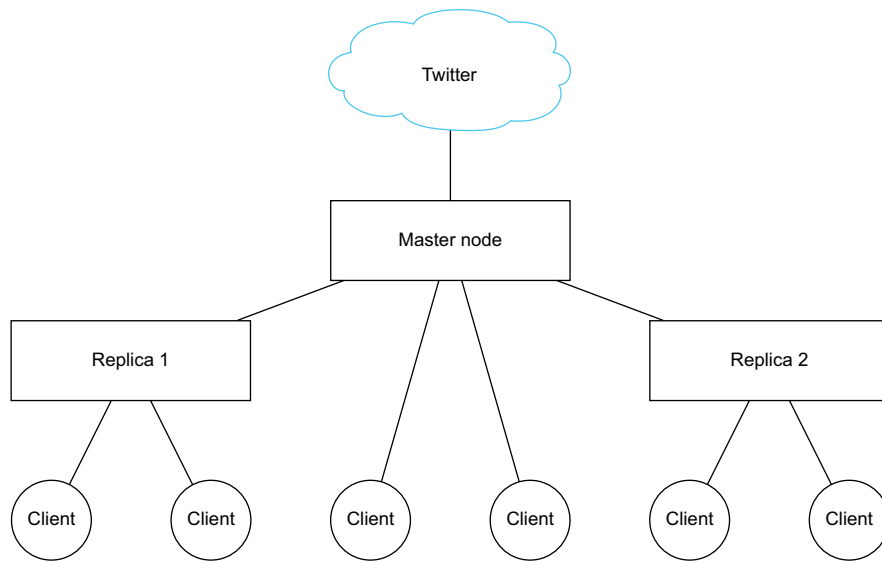 Twitter
Master node
Replica 1
Replica 2
Client
Client
Client
Client
Client
Client